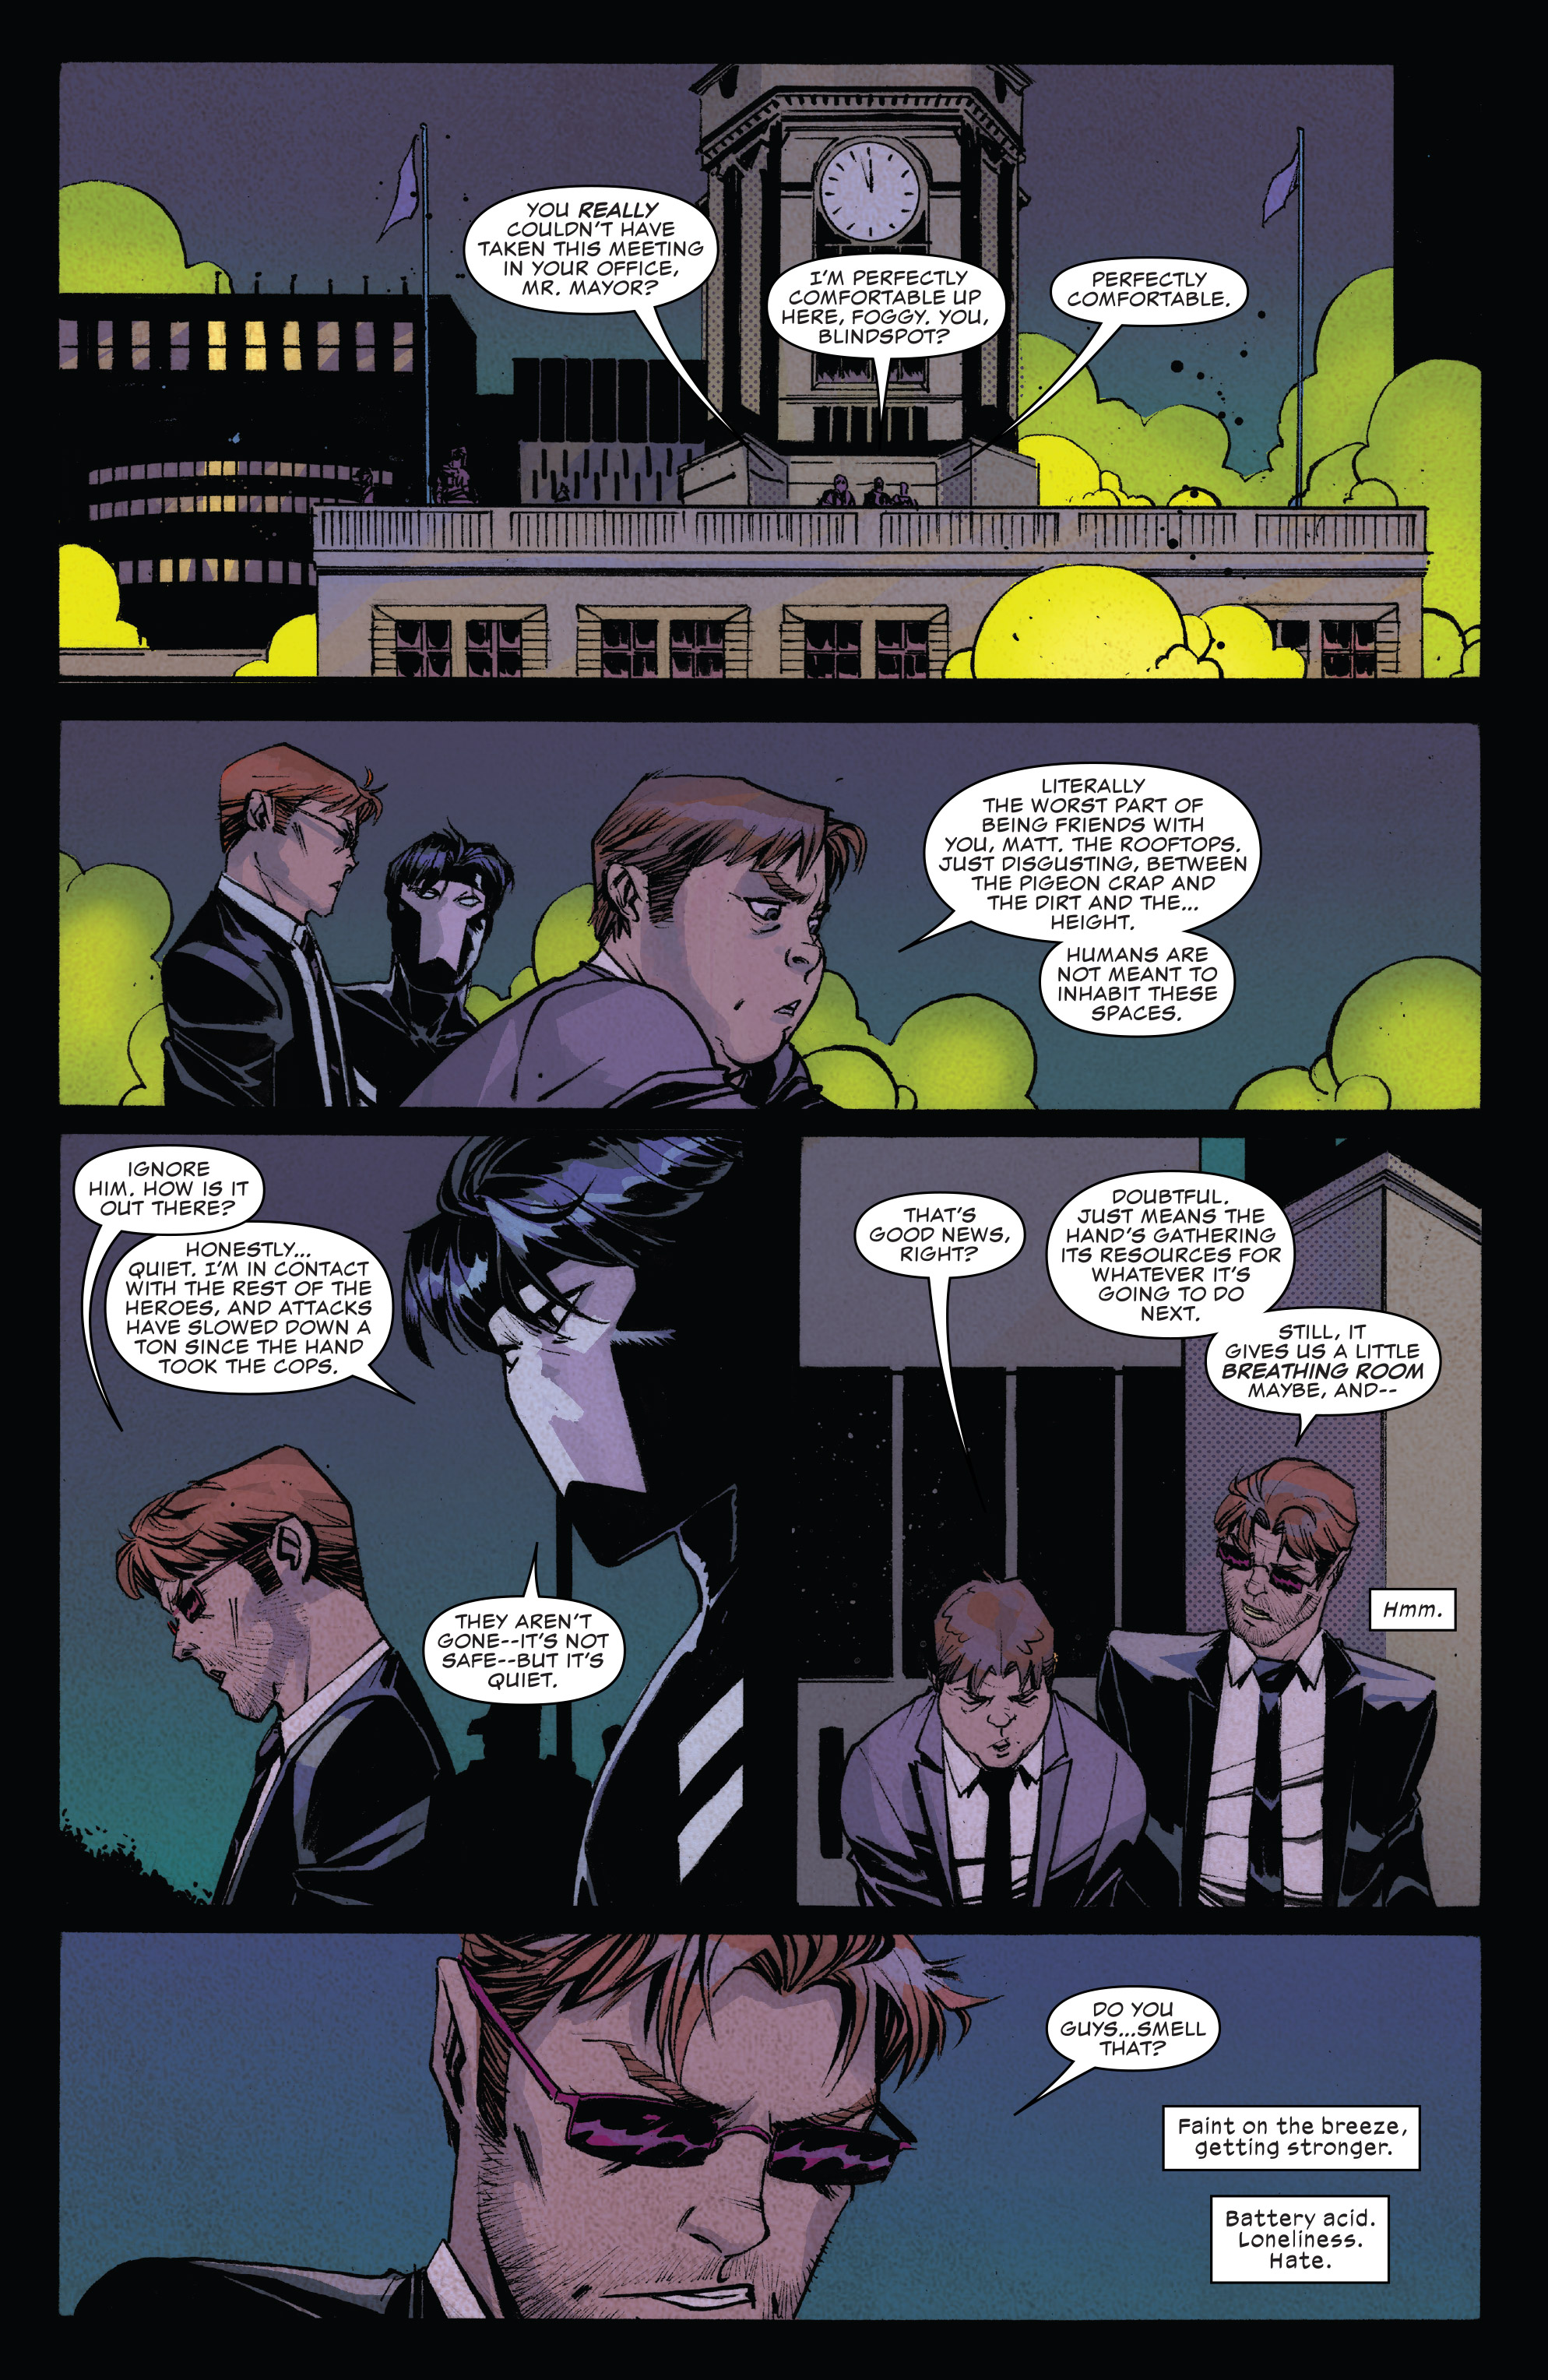 YOU REALLY
COULDN'T HAVE
TAKEN THIS MEETING
IN YOUR OFFICE,
MR. MAYOR?
I'M PERFECTLY
COMFORTABLE UP
HERE, FOGGY. YOU,
BLINDSPOT?
PERFECTLY
COMFORTABLE.
LITERALLY
THE WORST PART OF
BEING FRIENDS WITH
YOU, MATT. THE ROOFTOPS.
JUST DISGUSTING, BETWEEN
THE PIGEON CRAP AND
THE DIRT AND THE...
HEIGHT.
HUMANS ARE
NOT MEANT TO
INHABIT THESE
SPACES.
IGNORE
HIM. HOW IS IT
OUT THERE?
HONESTLY...
QUIET. I'M IN CONTACT
WITH THE REST OF THE
HEROES, AND ATTACKS
HAVE SLOWED DOWN A
TON SINCE THE HAND
TOOK THE COPS.
THEY AREN'T
GONE--IT'S NOT
SAFE--BUT IT'S
QUIET.
THAT'S
GOOD NEWS,
RIGHT?
DOUBTFUL.
JUST MEANS THE
HAND'S GATHERING
ITS RESOURCES FOR
WHATEVER IT'S
GOING TO DO
NEXT.
STILL, IT
GIVES US A LITTLE
BREATHING ROOM
MAYBE, AND--
Hmm.
DO YOU
GUYS...SMELL
THAT?
Faint on the breeze,
getting stronger.
Battery acid.
Loneliness.
Hate.